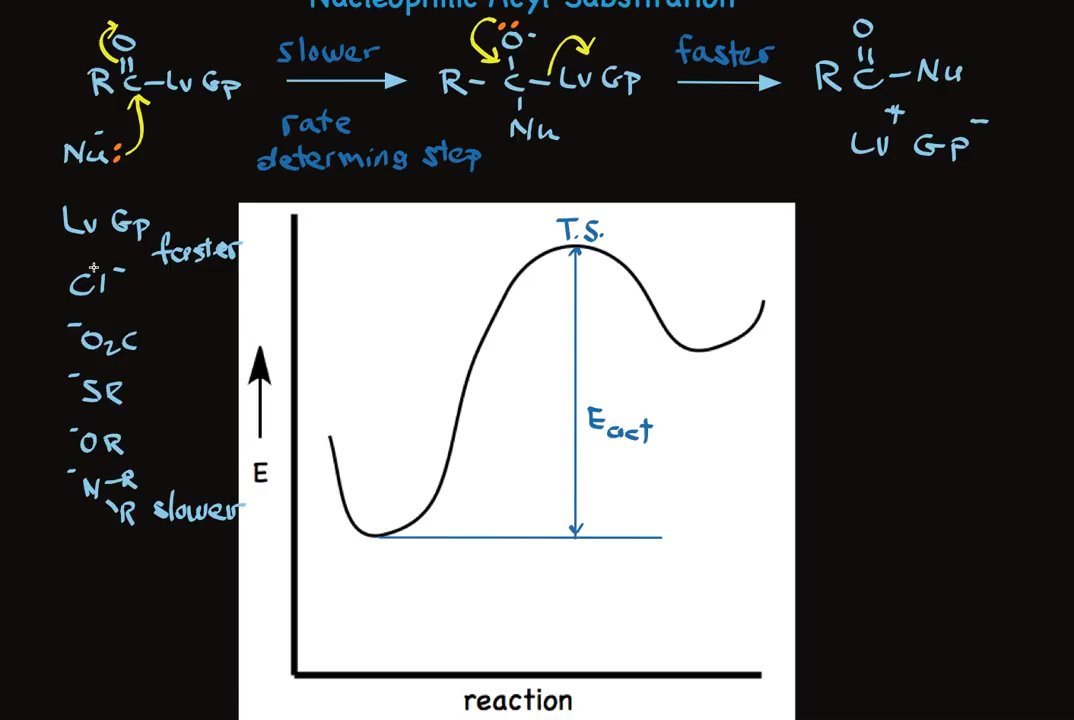 Nucleophilic Acyl Substitution
O
R C-Lv Gp
Nu:⁻
slower
rate
determing step
:O:⁻
R-C-Lv Gp
Nu
faster
O
R C-Nu
+
Lv Gp⁻
Lv Gp
faster
Cl⁻
⁻O₂C
⁻SR
⁻OR
⁻N-R
R slower
T.S.
Eact
E
reaction